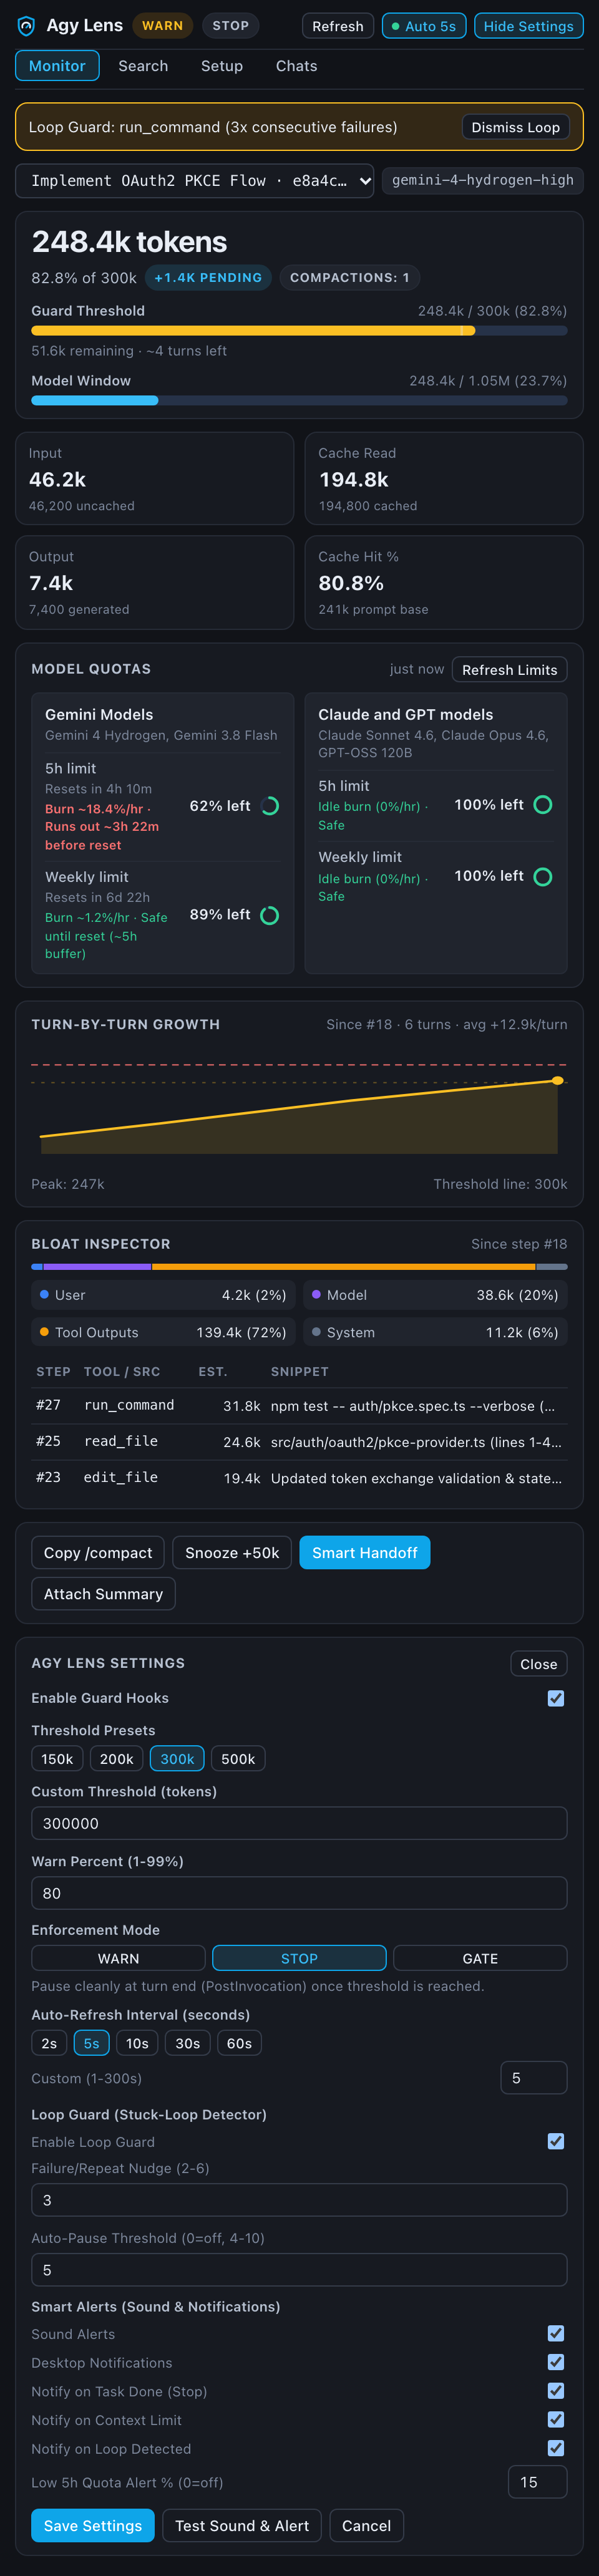 Agy Lens WARN STOP Refresh Auto 5s Hide Settings
Monitor Search Setup Chats
Loop Guard: run_command (3x consecutive failures) Dismiss Loop
Implement OAuth2 PKCE Flow · e8a4c… gemini-4-hydrogen-high
248.4k tokens
82.8% of 300k +1.4K PENDING COMPACTIONS: 1
Guard Threshold 248.4k / 300k (82.8%)
51.6k remaining · ~4 turns left
Model Window 248.4k / 1.05M (23.7%)
Input
46.2k
46,200 uncached
Cache Read
194.8k
194,800 cached
Output
7.4k
7,400 generated
Cache Hit %
80.8%
241k prompt base
MODEL QUOTAS just now Refresh Limits
Gemini Models
Gemini 4 Hydrogen, Gemini 3.8 Flash
5h limit
Resets in 4h 10m
Burn ~18.4%/hr ·
Runs out ~3h 22m
before reset
62% left
Weekly limit
Resets in 6d 22h
Burn ~1.2%/hr · Safe
until reset (~5h
buffer)
89% left
Claude and GPT models
Claude Sonnet 4.6, Claude Opus 4.6,
GPT-OSS 120B
5h limit
Idle burn (0%/hr) ·
Safe
100% left
Weekly limit
Idle burn (0%/hr) ·
Safe
100% left
TURN-BY-TURN GROWTH Since #18 · 6 turns · avg +12.9k/turn
Peak: 247k Threshold line: 300k
BLOAT INSPECTOR Since step #18
User 4.2k (2%) Model 38.6k (20%)
Tool Outputs 139.4k (72%) System 11.2k (6%)
STEP TOOL / SRC EST. SNIPPET
#27 run_command 31.8k npm test -- auth/pkce.spec.ts --verbose (…
#25 read_file 24.6k src/auth/oauth2/pkce-provider.ts (lines 1-4…
#23 edit_file 19.4k Updated token exchange validation & state…
Copy /compact Snooze +50k Smart Handoff
Attach Summary
AGY LENS SETTINGS Close
Enable Guard Hooks
Threshold Presets
150k 200k 300k 500k
Custom Threshold (tokens)
300000
Warn Percent (1-99%)
80
Enforcement Mode
WARN STOP GATE
Pause cleanly at turn end (PostInvocation) once threshold is reached.
Auto-Refresh Interval (seconds)
2s 5s 10s 30s 60s
Custom (1-300s) 5
Loop Guard (Stuck-Loop Detector)
Enable Loop Guard
Failure/Repeat Nudge (2-6)
3
Auto-Pause Threshold (0=off, 4-10)
5
Smart Alerts (Sound & Notifications)
Sound Alerts
Desktop Notifications
Notify on Task Done (Stop)
Notify on Context Limit
Notify on Loop Detected
Low 5h Quota Alert % (0=off) 15
Save Settings Test Sound & Alert Cancel